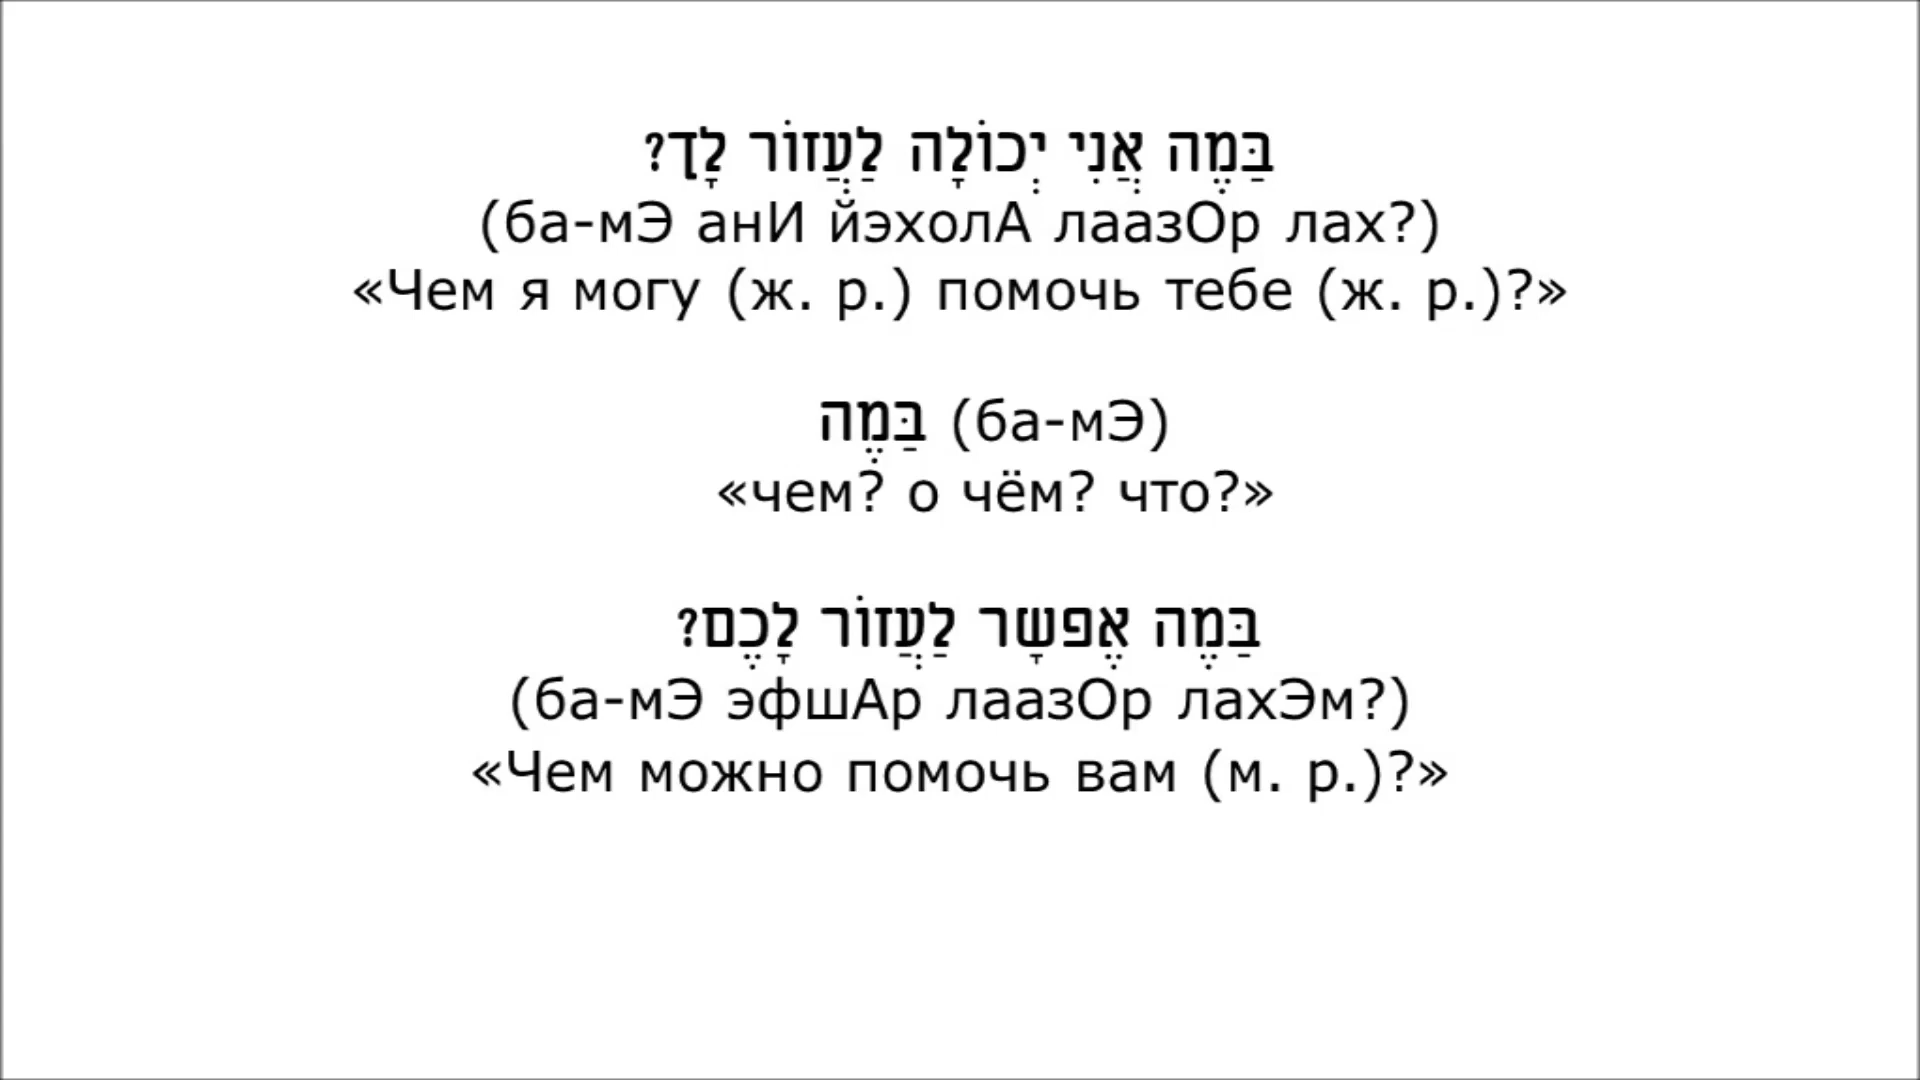 בַּמֶּה אֲנִי יְכוֹלָה לַעֲזוֹר לָך?
(ба-мЭ анИ йэхолА лаазОр лах?)
«Чем я могу (ж. р.) помочь тебе (ж. р.)?»
בַּמֶּה (ба-мЭ)
«чем? о чём? что?»
בַּמֶּה אֶפשָר לַעֲזוֹר לָכֶם?
(ба-мЭ эфшАр лаазОр лахЭм?)
«Чем можно помочь вам (м. р.)?»